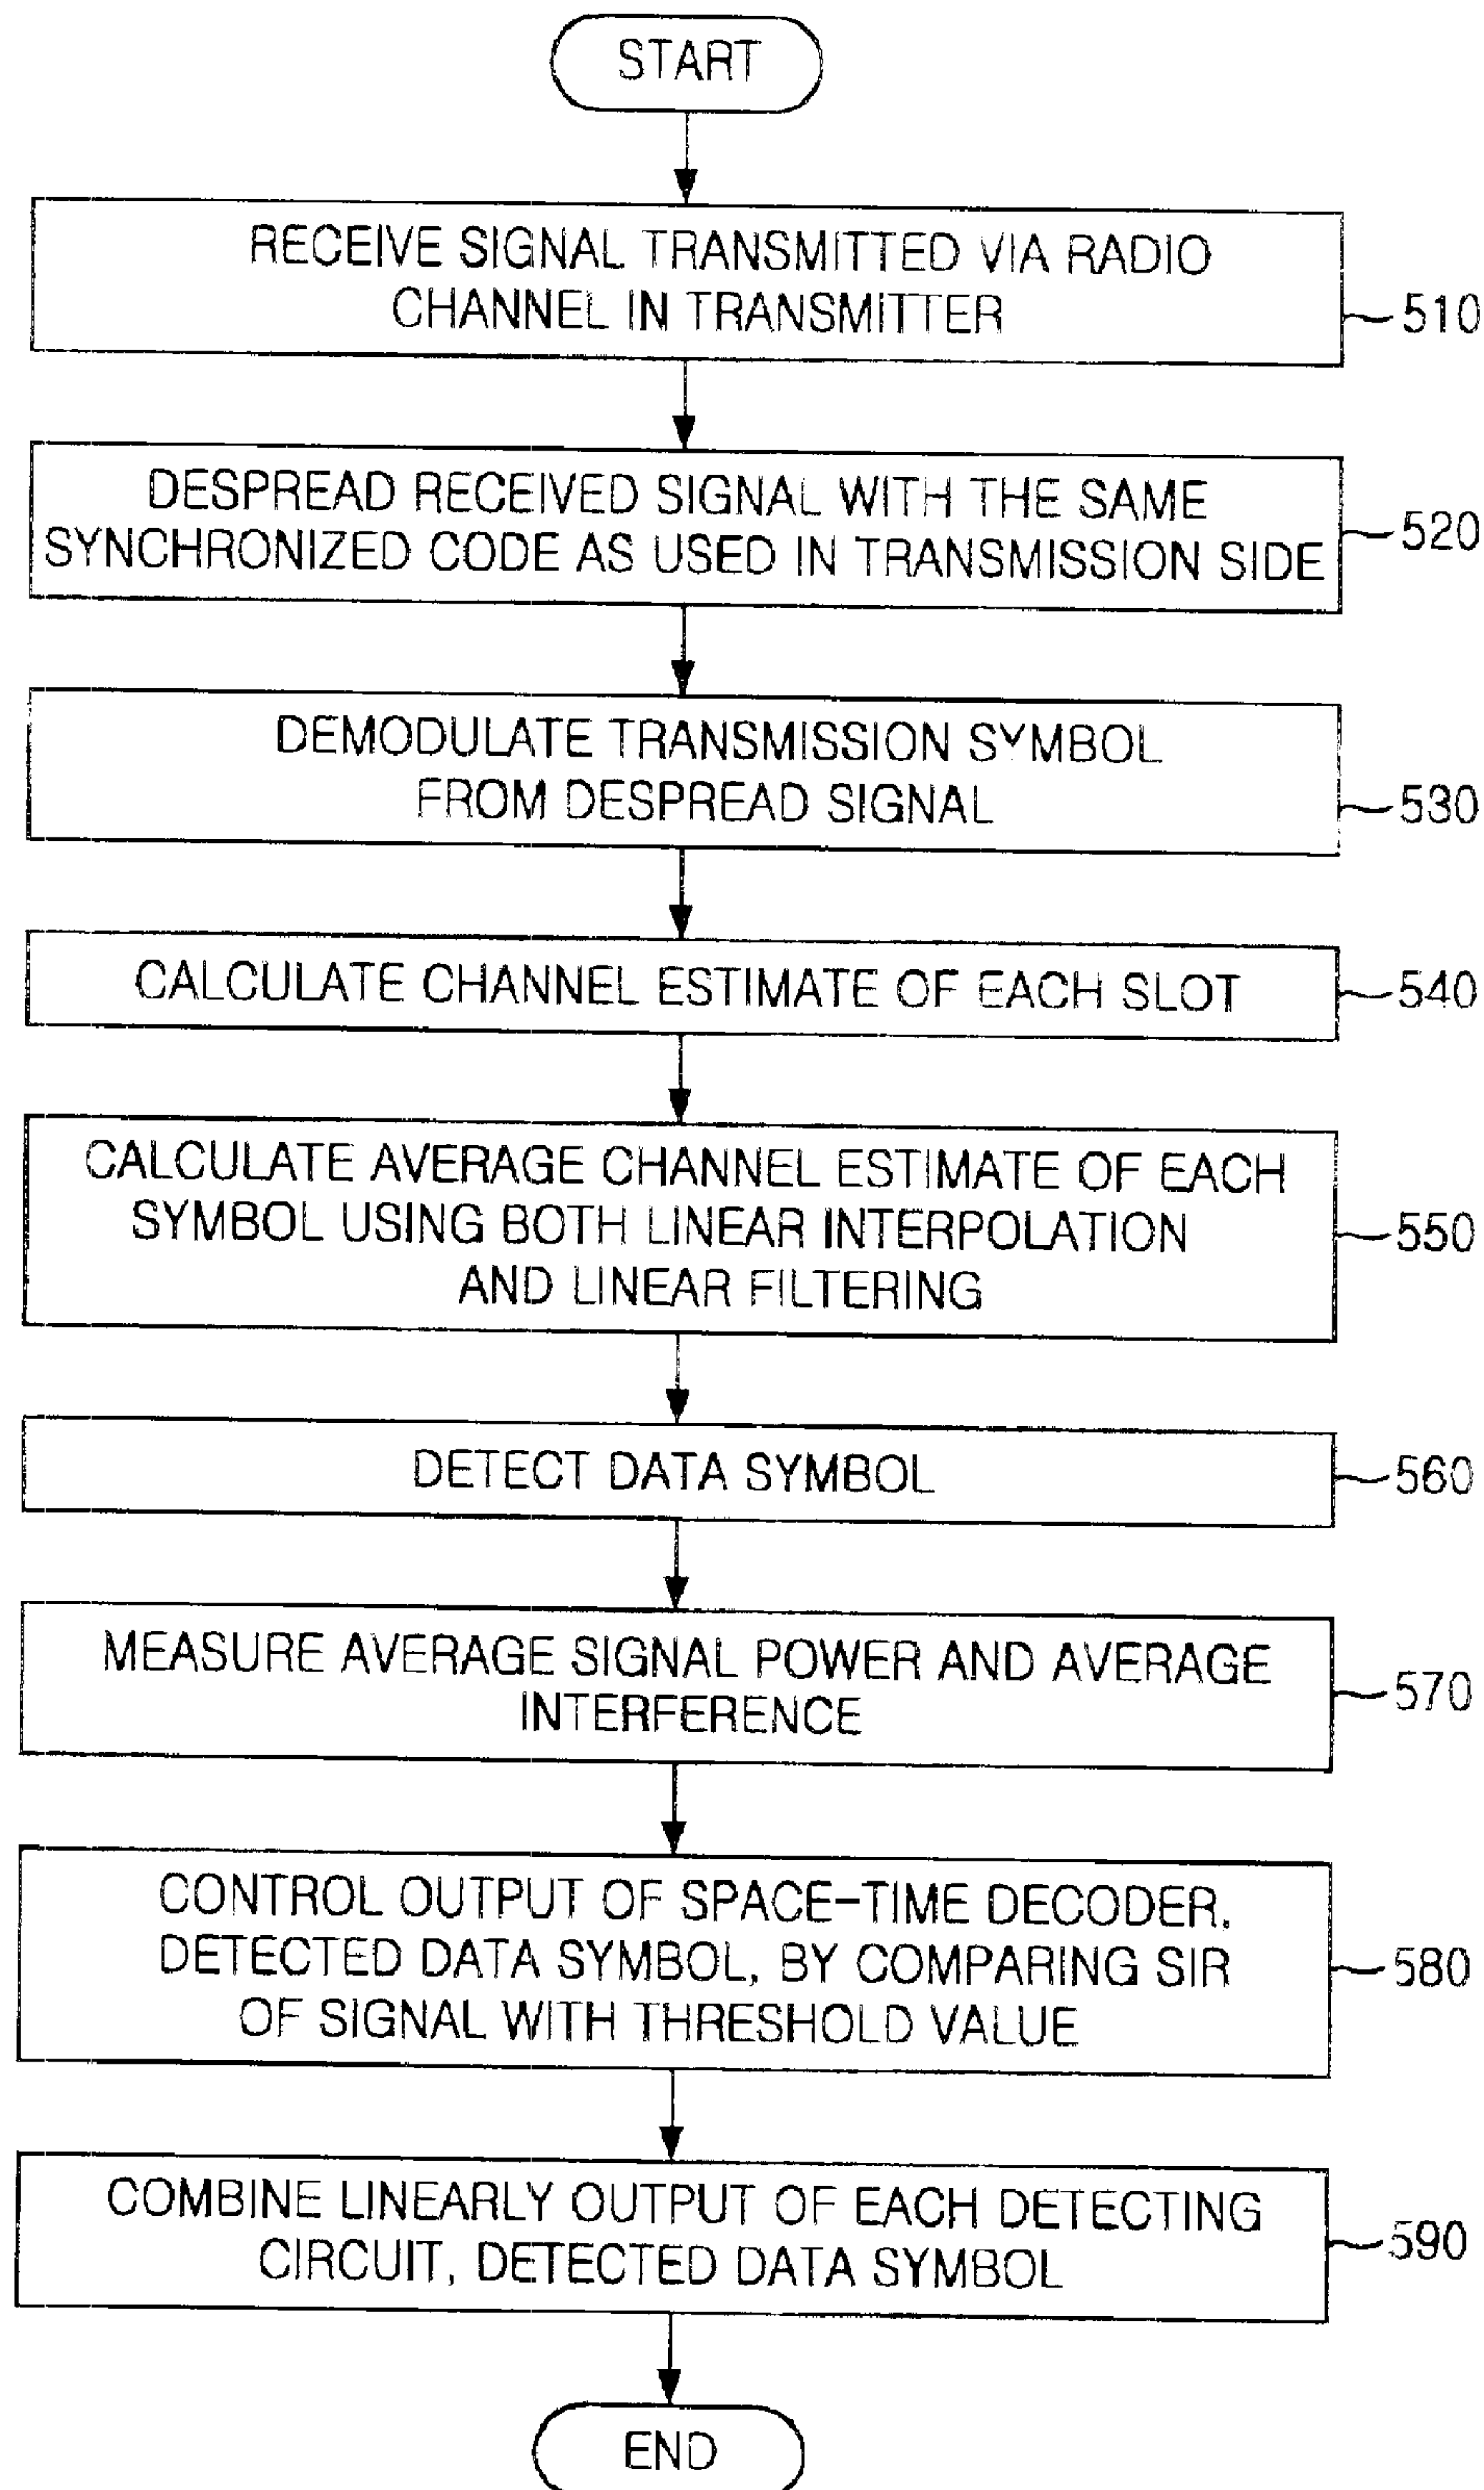 START
RECEIVE SIGNAL TRANSMITTED VIA RADIO
CHANNEL IN TRANSMITTER
510
DESPREAD RECEIVED SIGNAL WITH THE SAME
SYNCHRONIZED CODE AS USED IN TRANSMISSION SIDE
520
DEMODULATE TRANSMISSION SYMBOL
FROM DESPREAD SIGNAL
530
CALCULATE CHANNEL ESTIMATE OF EACH SLOT
540
CALCULATE AVERAGE CHANNEL ESTIMATE OF EACH
SYMBOL USING BOTH LINEAR INTERPOLATION
AND LINEAR FILTERING
550
DETECT DATA SYMBOL
560
MEASURE AVERAGE SIGNAL POWER AND AVERAGE
INTERFERENCE
570
CONTROL OUTPUT OF SPACE-TIME DECODER,
DETECTED DATA SYMBOL, BY COMPARING SIR
OF SIGNAL WITH THRESHOLD VALUE
580
COMBINE LINEARLY OUTPUT OF EACH DETECTING
CIRCUIT, DETECTED DATA SYMBOL
590
END